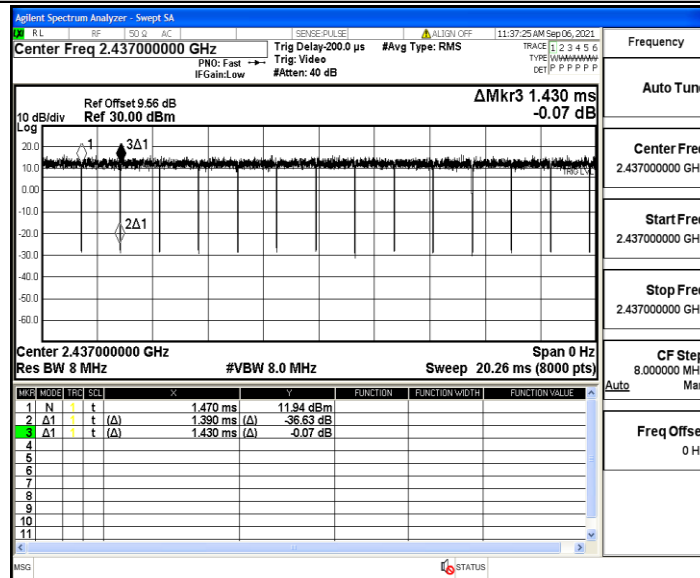 Agilent Spectrum Analyzer - Swept SA
RL RF 50 Ω AC SENSE:PULSE ALIGN OFF 11:37:25 AM Sep 06, 2021
Center Freq 2.437000000 GHz
PNO: Fast
IFGain:Low
Trig Delay-200.0 µs
Trig: Video
#Atten: 40 dB
#Avg Type: RMS
TRACE 1 2 3 4 5 6
TYPE
DET P P P P P P
Ref Offset 9.56 dB
10 dB/div Ref 30.00 dBm
ΔMkr3 1.430 ms
-0.07 dB
Log
20.0
10.0
0.00
-10.0
-20.0
-30.0
-40.0
-50.0
-60.0
1
3Δ1
2Δ1
TRIG LVL
Center 2.437000000 GHz Span 0 Hz
Res BW 8 MHz #VBW 8.0 MHz Sweep 20.26 ms (8000 pts)
MKR MODE TRC SCL X Y FUNCTION FUNCTION WIDTH FUNCTION VALUE
1 N 1 t 1.470 ms 11.94 dBm
2 Δ1 1 t (Δ) 1.390 ms (Δ) -36.63 dB
3 Δ1 1 t (Δ) 1.430 ms (Δ) -0.07 dB
4
5
6
7
8
9
10
11
MSG STATUS
Frequency
Auto Tun
Center Fre
2.437000000 GH
Start Fre
2.437000000 GH
Stop Fre
2.437000000 GH
CF Step
8.000000 MH
Auto Ma
Freq Offse
0 H